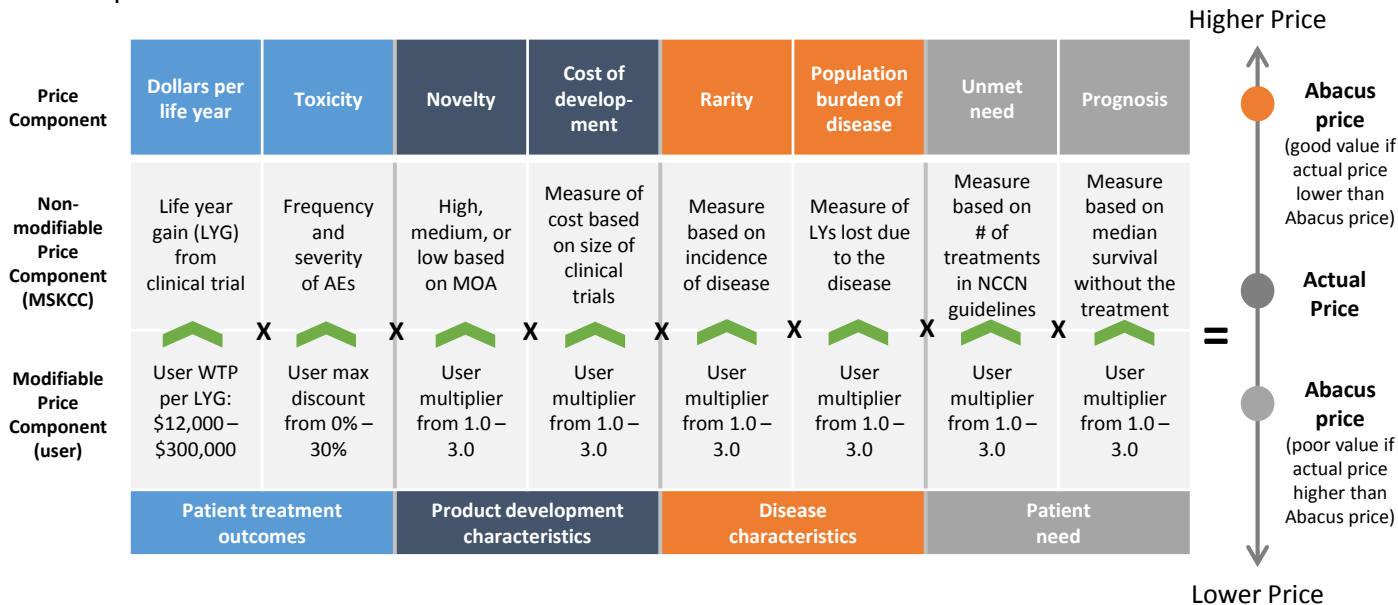 Higher Price
Price
Component
Dollars per
life year
Toxicity
Novelty
Cost of
develop-
ment
Rarity
Population
burden of
disease
Unmet
need
Prognosis
Non-
modifiable
Price
Component
(MSKCC)
Life year
gain (LYG)
from
clinical trial
Frequency
and
severity
of AEs
High,
medium, or
low based
on MOA
Measure of
cost based
on size of
clinical
trials
Measure
based on
incidence
of disease
Measure of
LYs lost due
to the
disease
Measure
based on
# of
treatments
in NCCN
guidelines
Measure
based on
median
survival
without the
treatment
X
X
X
X
X
X
X
=
Modifiable
Price
Component
(user)
User WTP
per LYG:
$12,000 –
$300,000
User max
discount
from 0% –
30%
User
multiplier
from 1.0 –
3.0
User
multiplier
from 1.0 –
3.0
User
multiplier
from 1.0 –
3.0
User
multiplier
from 1.0 –
3.0
User
multiplier
from 1.0 –
3.0
User
multiplier
from 1.0 –
3.0
Patient treatment
outcomes
Product development
characteristics
Disease
characteristics
Patient
need
Abacus
price
(good value if
actual price
lower than
Abacus price)
Actual
Price
Abacus
price
(poor value if
actual price
higher than
Abacus price)
Lower Price